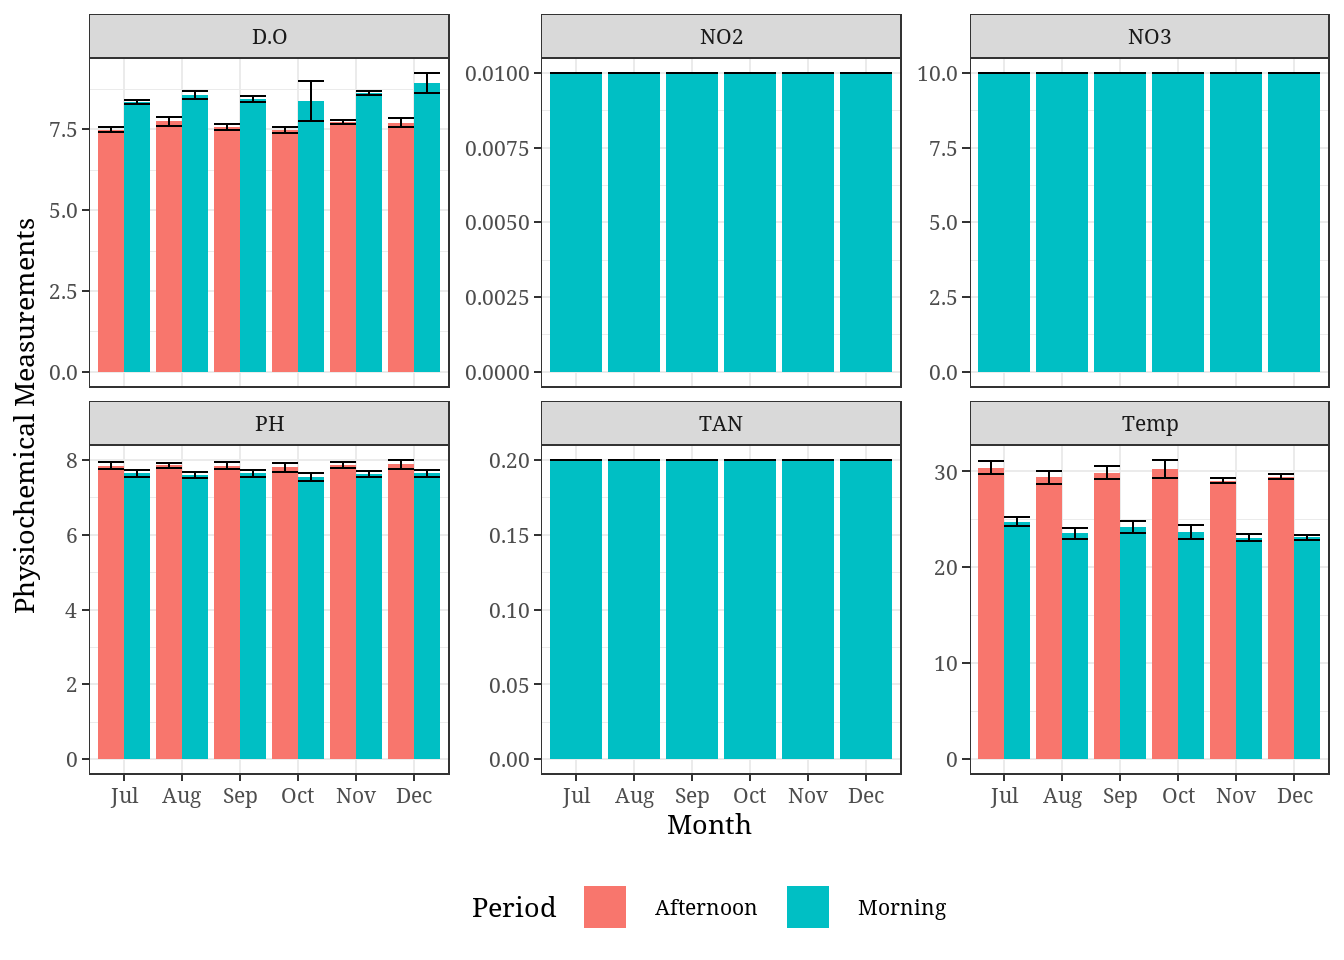 D.O
NO2
NO3
7.5
5.0
2.5
0.0
0.0100
0.0075
0.0050
0.0025
0.0000
10.0
7.5
5.0
2.5
0.0
PH
TAN
Temp
8
6
4
2
0
0.20
0.15
0.10
0.05
0.00
30
20
10
0
Jul Aug Sep Oct Nov Dec
Jul Aug Sep Oct Nov Dec
Jul Aug Sep Oct Nov Dec
Physiochemical Measurements
Month
Period Afternoon Morning